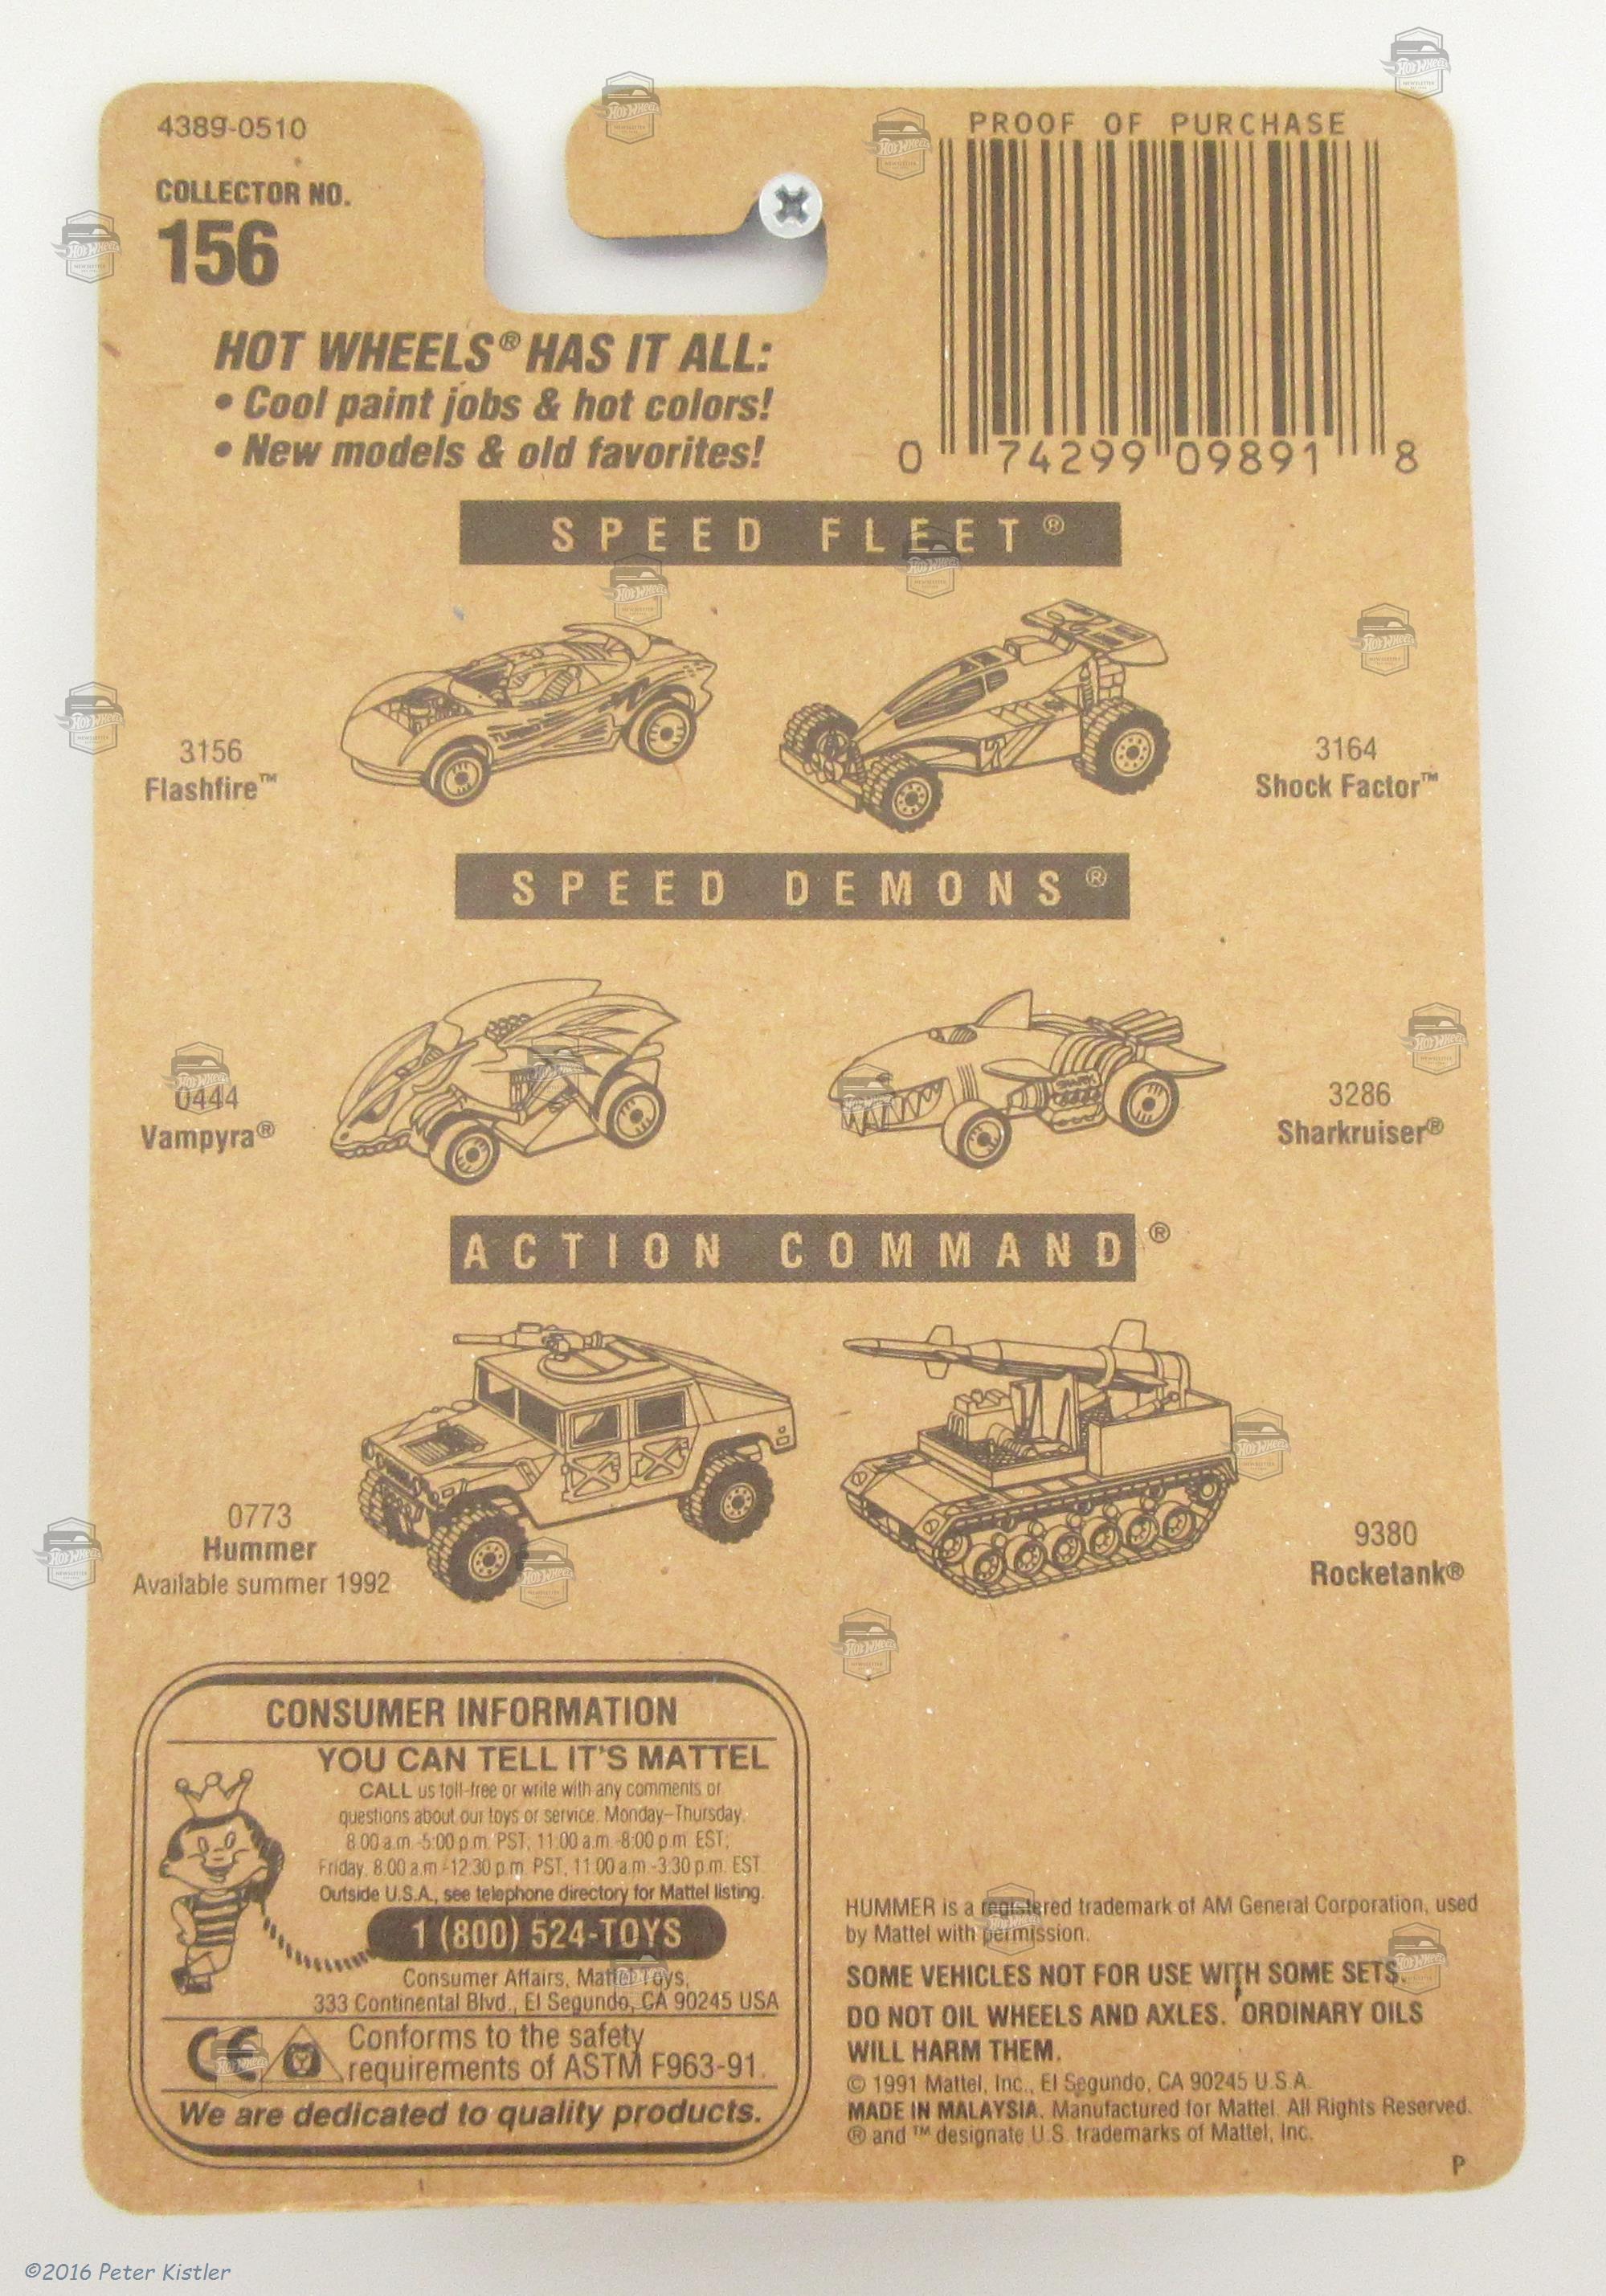 4389-0510
COLLECTOR NO.
156
PROOF OF PURCHASE
0 74299 09891 8
HOT WHEELS® HAS IT ALL:
• Cool paint jobs & hot colors!
• New models & old favorites!
SPEED FLEET®
TURBO
3156
Flashfire™
3164
Shock Factor™
SPEED DEMONS®
0444
Vampyra®
SHARK
3286
Sharkruiser®
ACTION COMMAND®
0773
Hummer
Available summer 1992
9380
Rocketank®
CONSUMER INFORMATION
YOU CAN TELL IT'S MATTEL
CALL us toll-free or write with any comments or
questions about our toys or service. Monday–Thursday,
8:00 a.m.-5:00 p.m. PST; 11:00 a.m.-8:00 p.m. EST;
Friday, 8:00 a.m.-12:30 p.m. PST, 11:00 a.m.-3:30 p.m. EST
Outside U.S.A., see telephone directory for Mattel listing.
1 (800) 524-TOYS
Consumer Affairs, Mattel Toys,
333 Continental Blvd., El Segundo, CA 90245 USA
CE
Conforms to the safety
requirements of ASTM F963-91.
We are dedicated to quality products.
HUMMER is a registered trademark of AM General Corporation, used
by Mattel with permission.
SOME VEHICLES NOT FOR USE WITH SOME SETS.
DO NOT OIL WHEELS AND AXLES. ORDINARY OILS
WILL HARM THEM.
© 1991 Mattel, Inc., El Segundo, CA 90245 U.S.A.
MADE IN MALAYSIA. Manufactured for Mattel. All Rights Reserved.
® and ™ designate U.S. trademarks of Mattel, Inc.
P
©2016 Peter Kistler